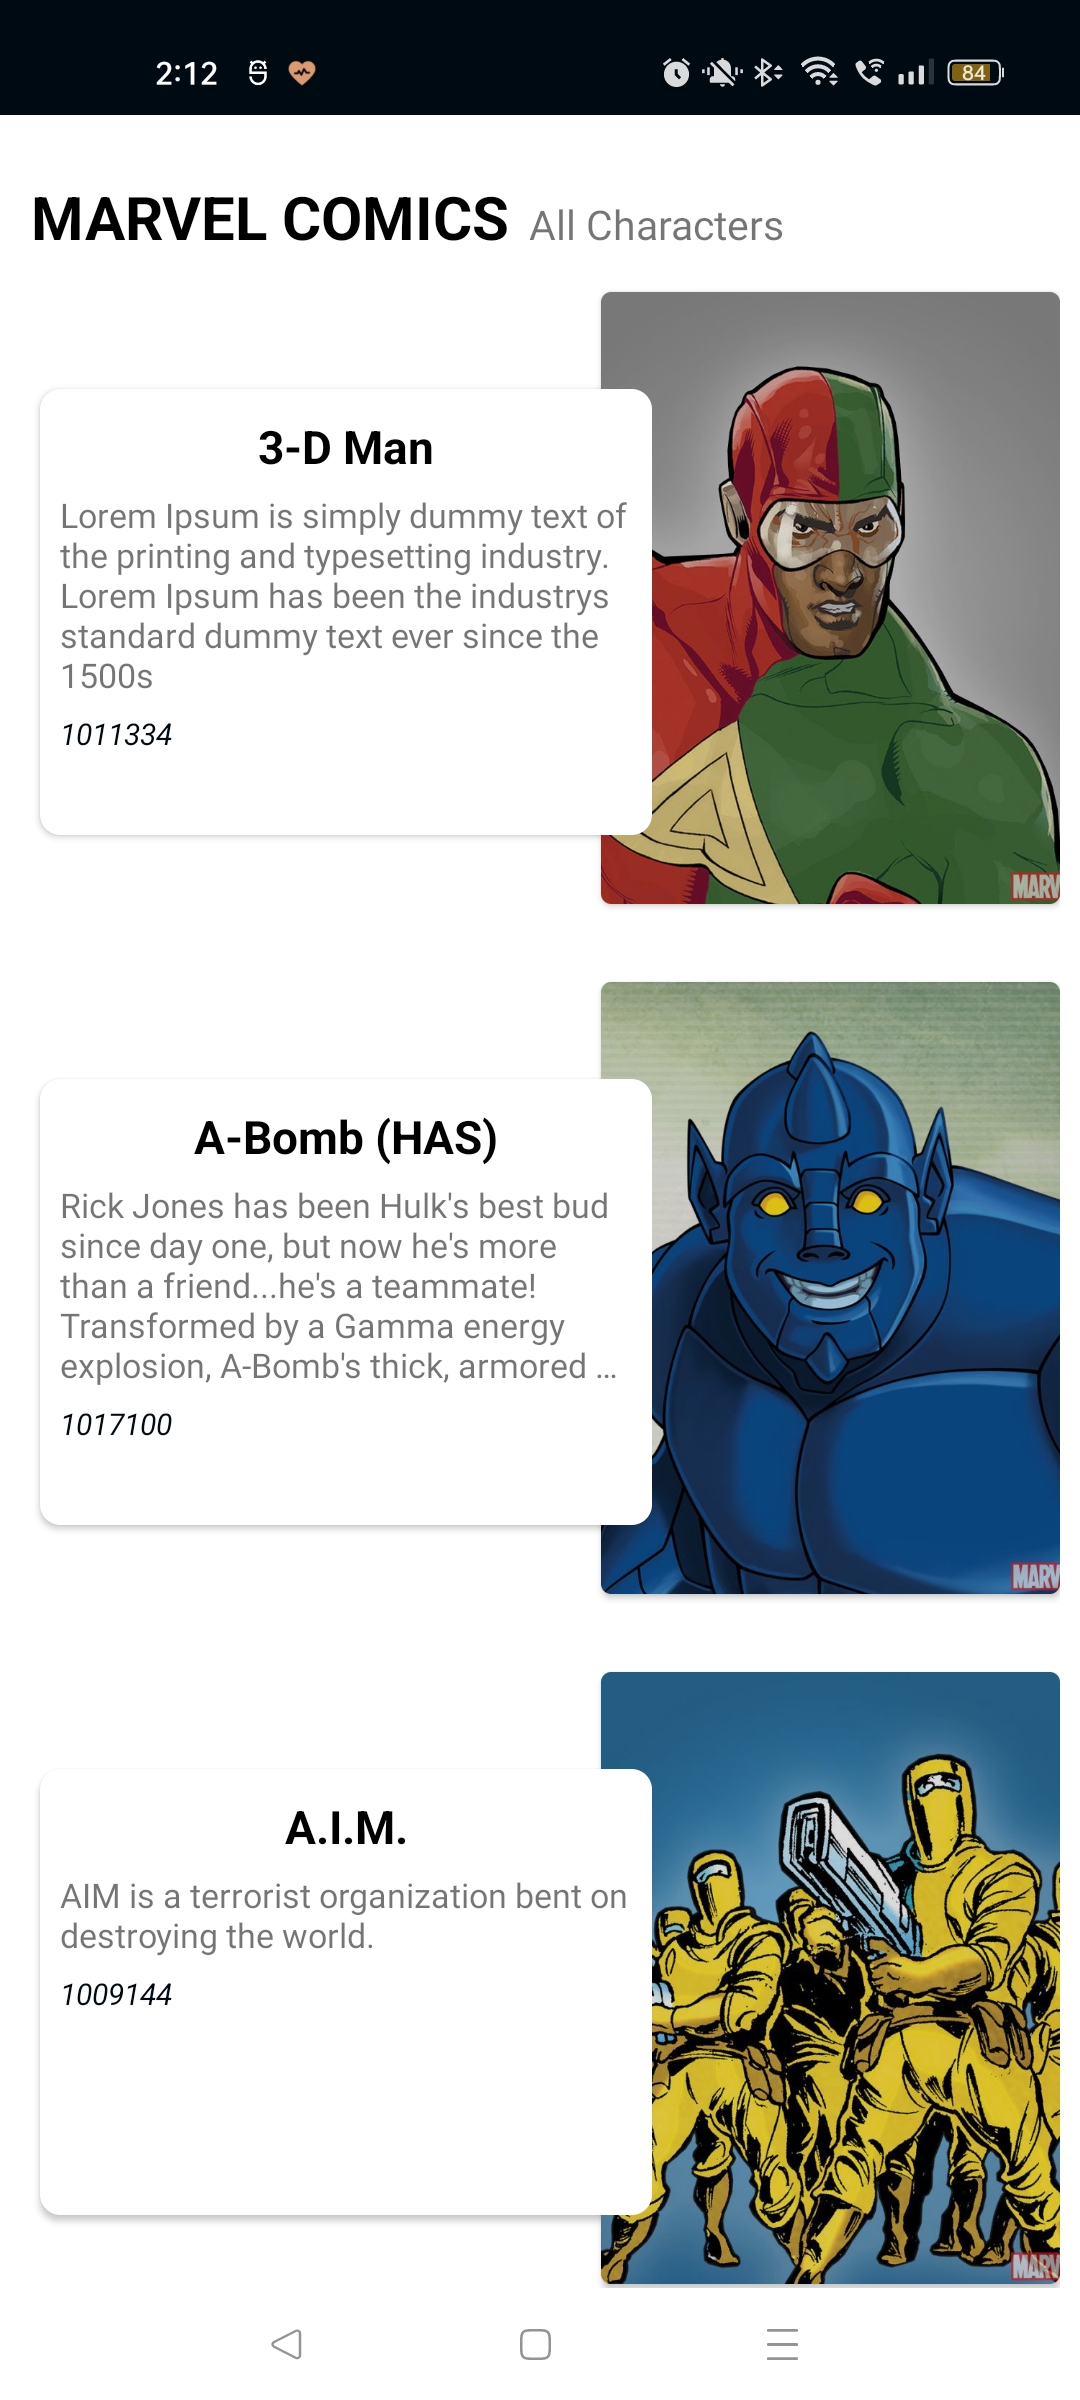 2:12
84
MARVEL COMICS All Characters
3-D Man
Lorem Ipsum is simply dummy text of
the printing and typesetting industry.
Lorem Ipsum has been the industrys
standard dummy text ever since the
1500s
1011334
MARV
A-Bomb (HAS)
Rick Jones has been Hulk's best bud
since day one, but now he's more
than a friend...he's a teammate!
Transformed by a Gamma energy
explosion, A-Bomb's thick, armored ...
1017100
MARV
A.I.M.
AIM is a terrorist organization bent on
destroying the world.
1009144
MARV